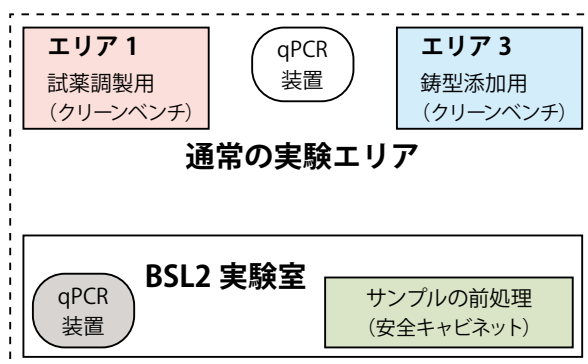 エリア 1
試薬調製用
（クリーンベンチ）
qPCR
装置
エリア 3
鋳型添加用
（クリーンベンチ）
通常の実験エリア
BSL2 実験室
qPCR
装置
サンプルの前処理
（安全キャビネット）